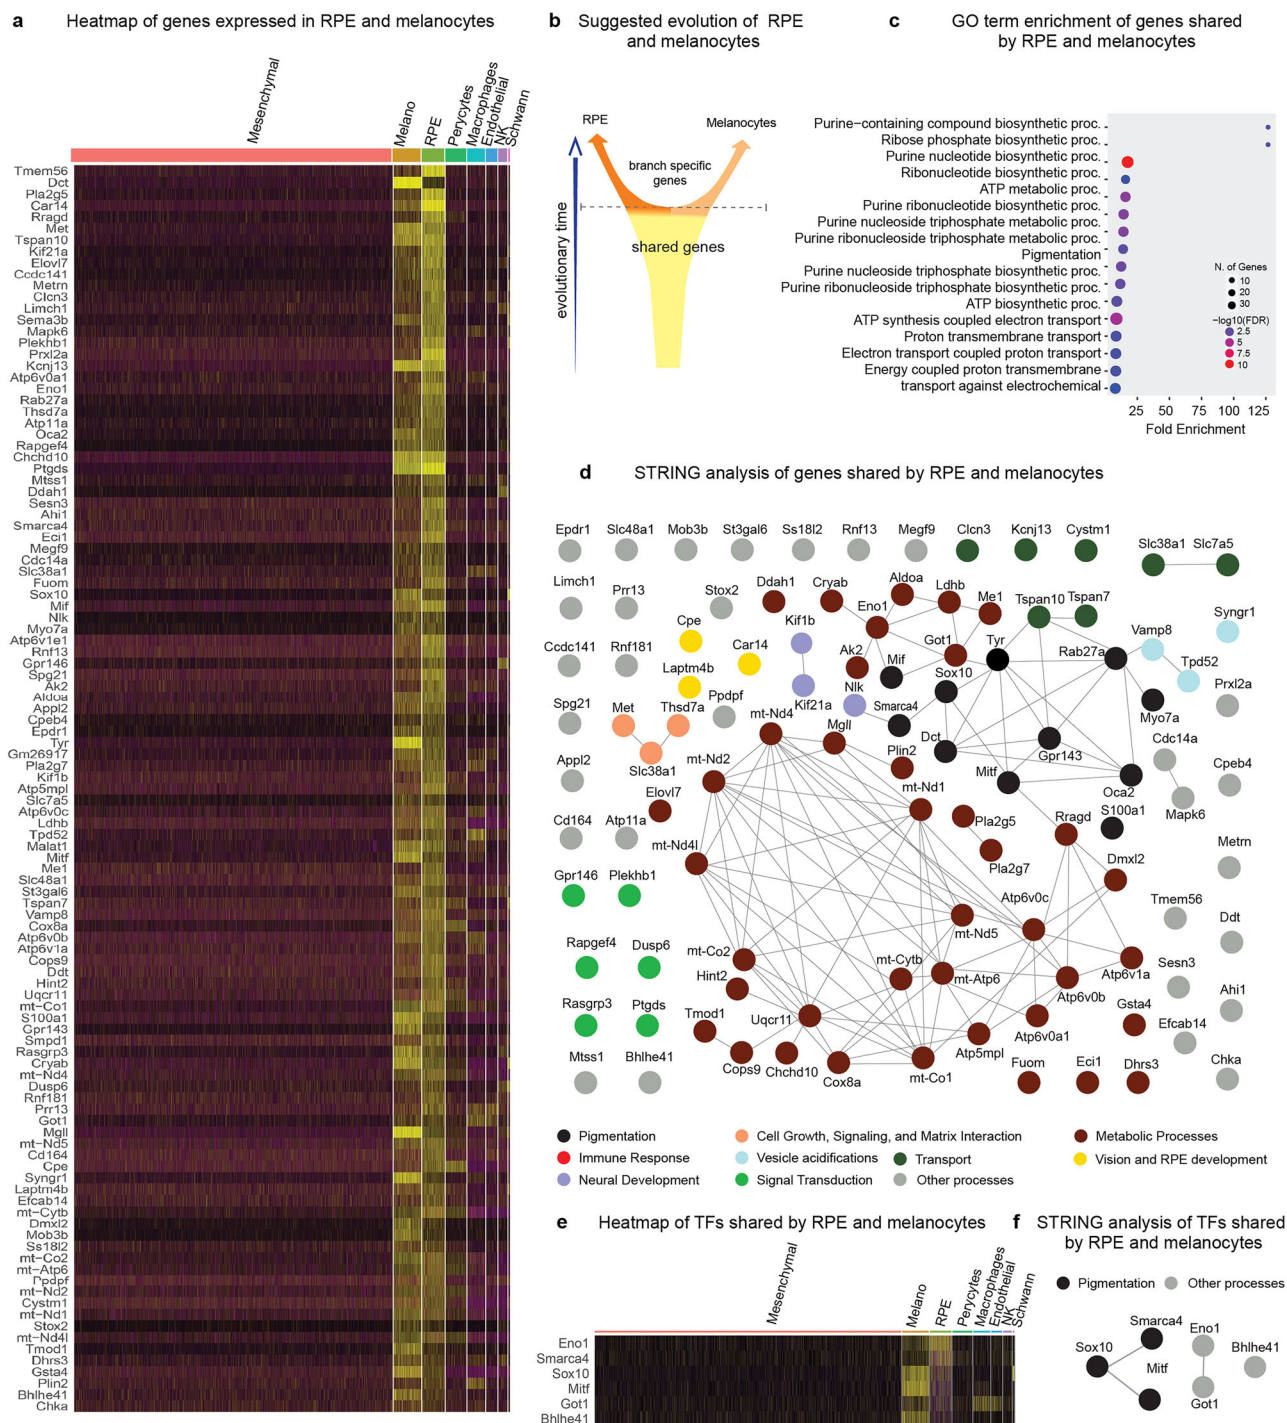 a Heatmap of genes expressed in RPE and melanocytes
Mesenchymal
Melano
RPE
Perycytes
Macrophages
Endothelial
NK
Schwann
Tmem56
Dct
Pla2g5
Car14
Rragd
Met
Tspan10
Kif21a
Elovl7
Ccdc141
Metrn
Clcn3
Limch1
Sema3b
Mapk6
Plekhb1
Prxl2a
Kcnj13
Atp6v0a1
Eno1
Rab27a
Thsd7a
Atp11a
Oca2
Rapgef4
Chchd10
Ptgds
Mtss1
Ddah1
Sesn3
Ahi1
Smarca4
Eci1
Megf9
Cdc14a
Slc38a1
Fuom
Sox10
Mif
Nlk
Myo7a
Atp6v1e1
Rnf13
Gpr146
Spg21
Ak2
Aldoa
Appl2
Cpeb4
Epdr1
Tyr
Gm26917
Pla2g7
Kif1b
Atp5mpl
Slc7a5
Atp6v0c
Ldhb
Tpd52
Malat1
Mitf
Me1
Slc48a1
St3gal6
Tspan7
Vamp8
Cox8a
Atp6v0b
Atp6v1a
Cops9
Ddt
Hint2
Uqcr11
mt−Co1
S100a1
Gpr143
Smpd1
Rasgrp3
Cryab
mt−Nd4
Dusp6
Rnf181
Prr13
Got1
Mgll
mt−Nd5
Cd164
Cpe
Syngr1
Laptm4b
Efcab14
mt−Cytb
Dmxl2
Mob3b
Ss18l2
mt−Co2
mt−Atp6
Ppdpf
mt−Nd2
Cystm1
mt−Nd1
Stox2
mt−Nd4l
Tmod1
Dhrs3
Gsta4
Plin2
Bhlhe41
Chka
b Suggested evolution of RPE
and melanocytes
RPE
Melanocytes
branch specific
genes
shared genes
evolutionary time
c GO term enrichment of genes shared
by RPE and melanocytes
Purine−containing compound biosynthetic proc.
Ribose phosphate biosynthetic proc.
Purine nucleotide biosynthetic proc.
Ribonucleotide biosynthetic proc.
ATP metabolic proc.
Purine ribonucleotide biosynthetic proc.
Purine nucleoside triphosphate metabolic proc.
Purine ribonucleoside triphosphate metabolic proc.
Pigmentation
Purine nucleoside triphosphate biosynthetic proc.
Purine ribonucleoside triphosphate biosynthetic proc.
ATP biosynthetic proc.
ATP synthesis coupled electron transport
Proton transmembrane transport
Electron transport coupled proton transport
Energy coupled proton transmembrane
transport against electrochemical
N. of Genes
10
20
30
−log10(FDR)
2.5
5
7.5
10
25 50 75 100 125
Fold Enrichment
d STRING analysis of genes shared by RPE and melanocytes
Epdr1 Slc48a1 Mob3b St3gal6 Ss18l2 Rnf13 Megf9 Clcn3 Kcnj13 Cystm1
Slc38a1 Slc7a5
Limch1 Prr13 Stox2 Ddah1 Cryab Aldoa Ldhb Me1 Tspan10 Tspan7
Cpe Kif1b Eno1 Syngr1
Ccdc141 Rnf181 Car14 Ak2 Mif Got1 Tyr Rab27a Vamp8
Laptm4b Sox10 Tpd52
Spg21 Met Thsd7a Ppdpf Kif21a Nlk Smarca4 Myo7a Prxl2a
Slc38a1 mt-Nd4 Mgll Dct Gpr143 Cdc14a
Appl2 mt-Nd2 Plin2 Mitf Oca2 Cpeb4
Elovl7 mt-Nd1 S100a1 Mapk6
Cd164 Atp11a mt-Nd4l Pla2g5 Rragd
Pla2g7 Dmxl2 Metrn
Gpr146 Plekhb1 Atp6v0c Tmem56
mt-Nd5 Ddt
Rapgef4 Dusp6 mt-Co2 mt-Cytb mt-Atp6 Atp6v1a Sesn3
Hint2 Atp6v0b
Rasgrp3 Ptgds Tmod1 Uqcr11 Atp6v0a1 Gsta4 Ahi1
Efcab14
Mtss1 Bhlhe41 Cops9 Chchd10 Cox8a mt-Co1 Atp5mpl Fuom Eci1 Dhrs3 Chka
Pigmentation
Cell Growth, Signaling, and Matrix Interaction
Metabolic Processes
Immune Response
Vesicle acidifications
Transport
Vision and RPE development
Neural Development
Signal Transduction
Other processes
e Heatmap of TFs shared by RPE and melanocytes
Mesenchymal
Melano
RPE
Perycytes
Macrophages
Endothelial
NK
Schwann
Eno1
Smarca4
Sox10
Mitf
Got1
Bhlhe41
f STRING analysis of TFs shared
by RPE and melanocytes
Pigmentation Other processes
Smarca4
Sox10
Mitf
Eno1
Got1
Bhlhe41